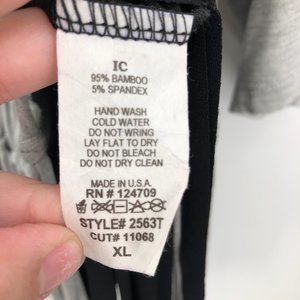 IC
95% BAMBOO
5% SPANDEX
HAND WASH
COLD WATER
DO NOT WRING
LAY FLAT TO DRY
DO NOT BLEACH
DO NOT DRY CLEAN
MADE IN U.S.A.
RN # 124709
STYLE# 2563T
CUT# 11068
XL